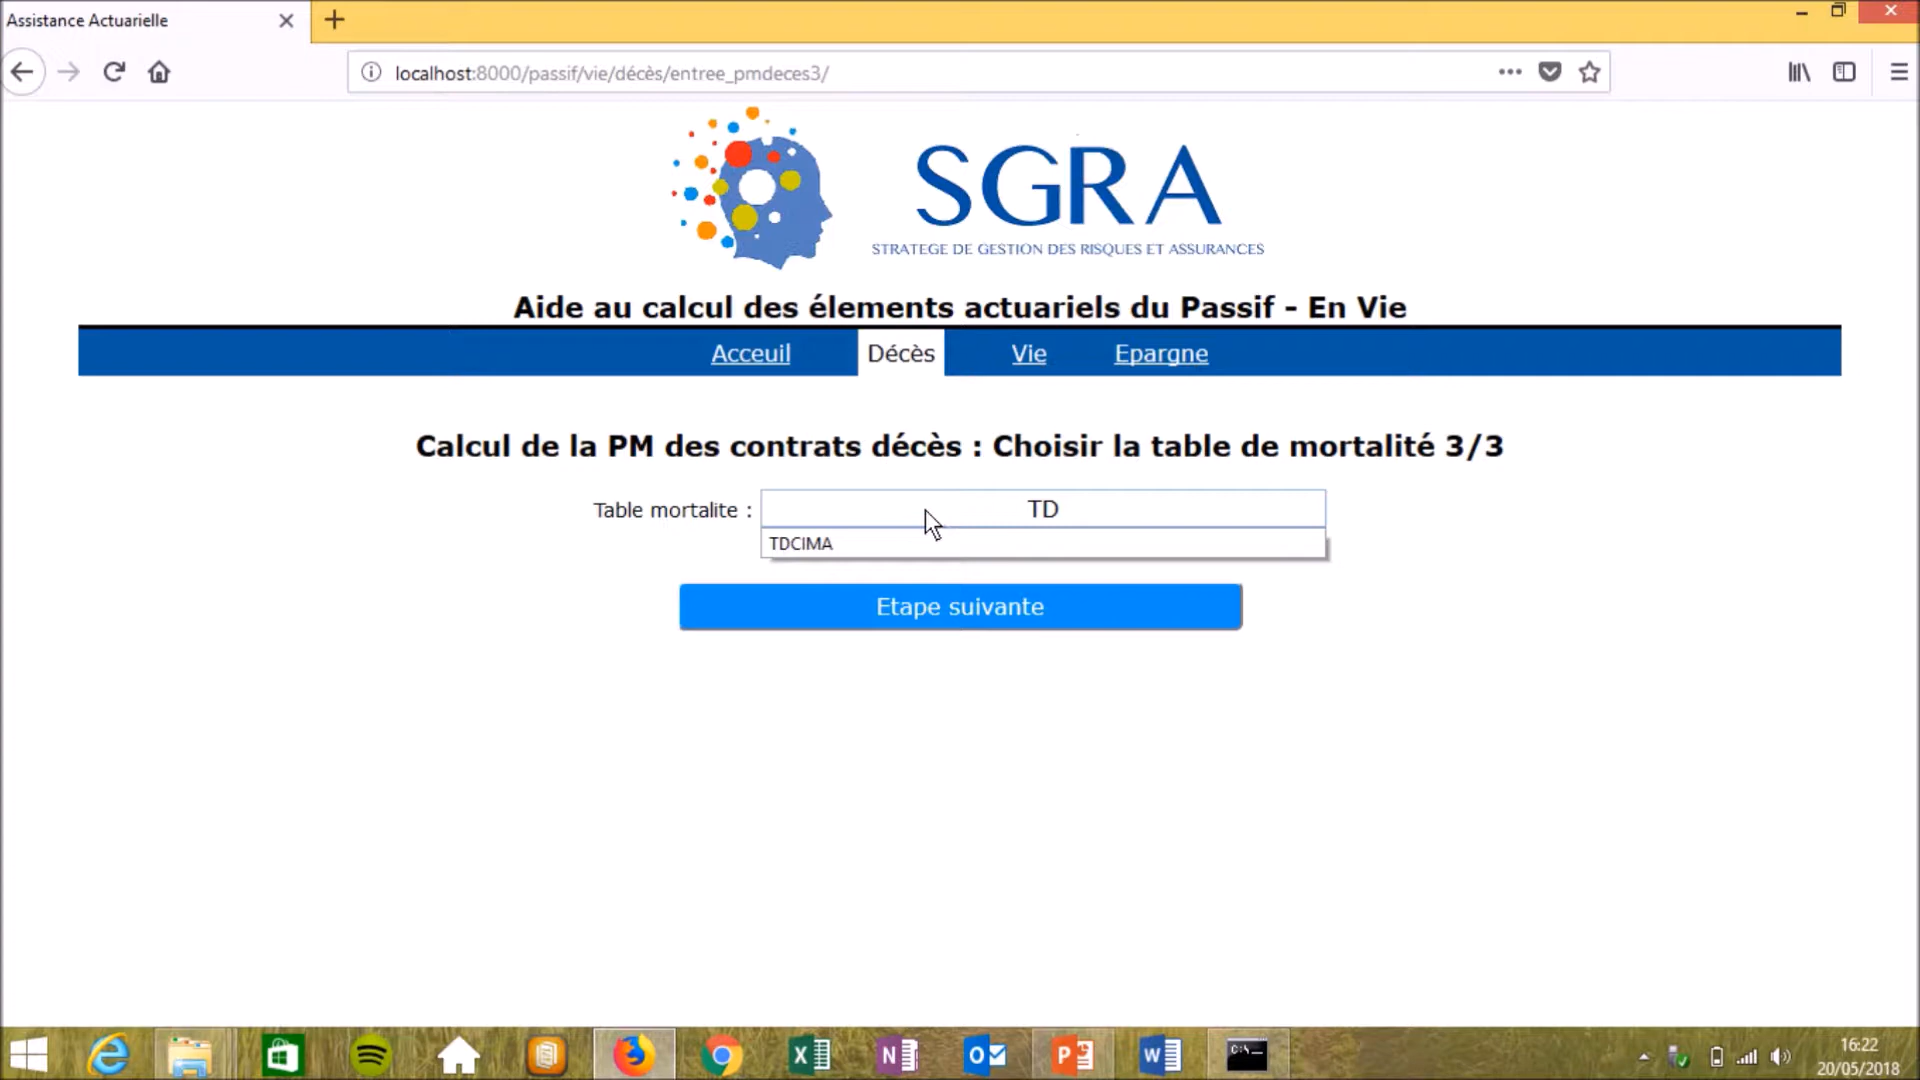 Assistance Actuarielle
localhost:8000/passif/vie/décès/entree_pmdeces3/
SGRA
STRATEGE DE GESTION DES RISQUES ET ASSURANCES
Aide au calcul des élements actuariels du Passif - En Vie
Acceuil Décès Vie Epargne
Calcul de la PM des contrats décès : Choisir la table de mortalité 3/3
Table mortalite : TD
TDCIMA
Etape suivante
16:22
20/05/2018